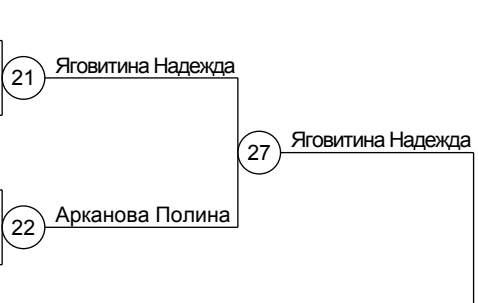 21 Яговитина Надежда
27 Яговитина Надежда
22 Арканова Полина